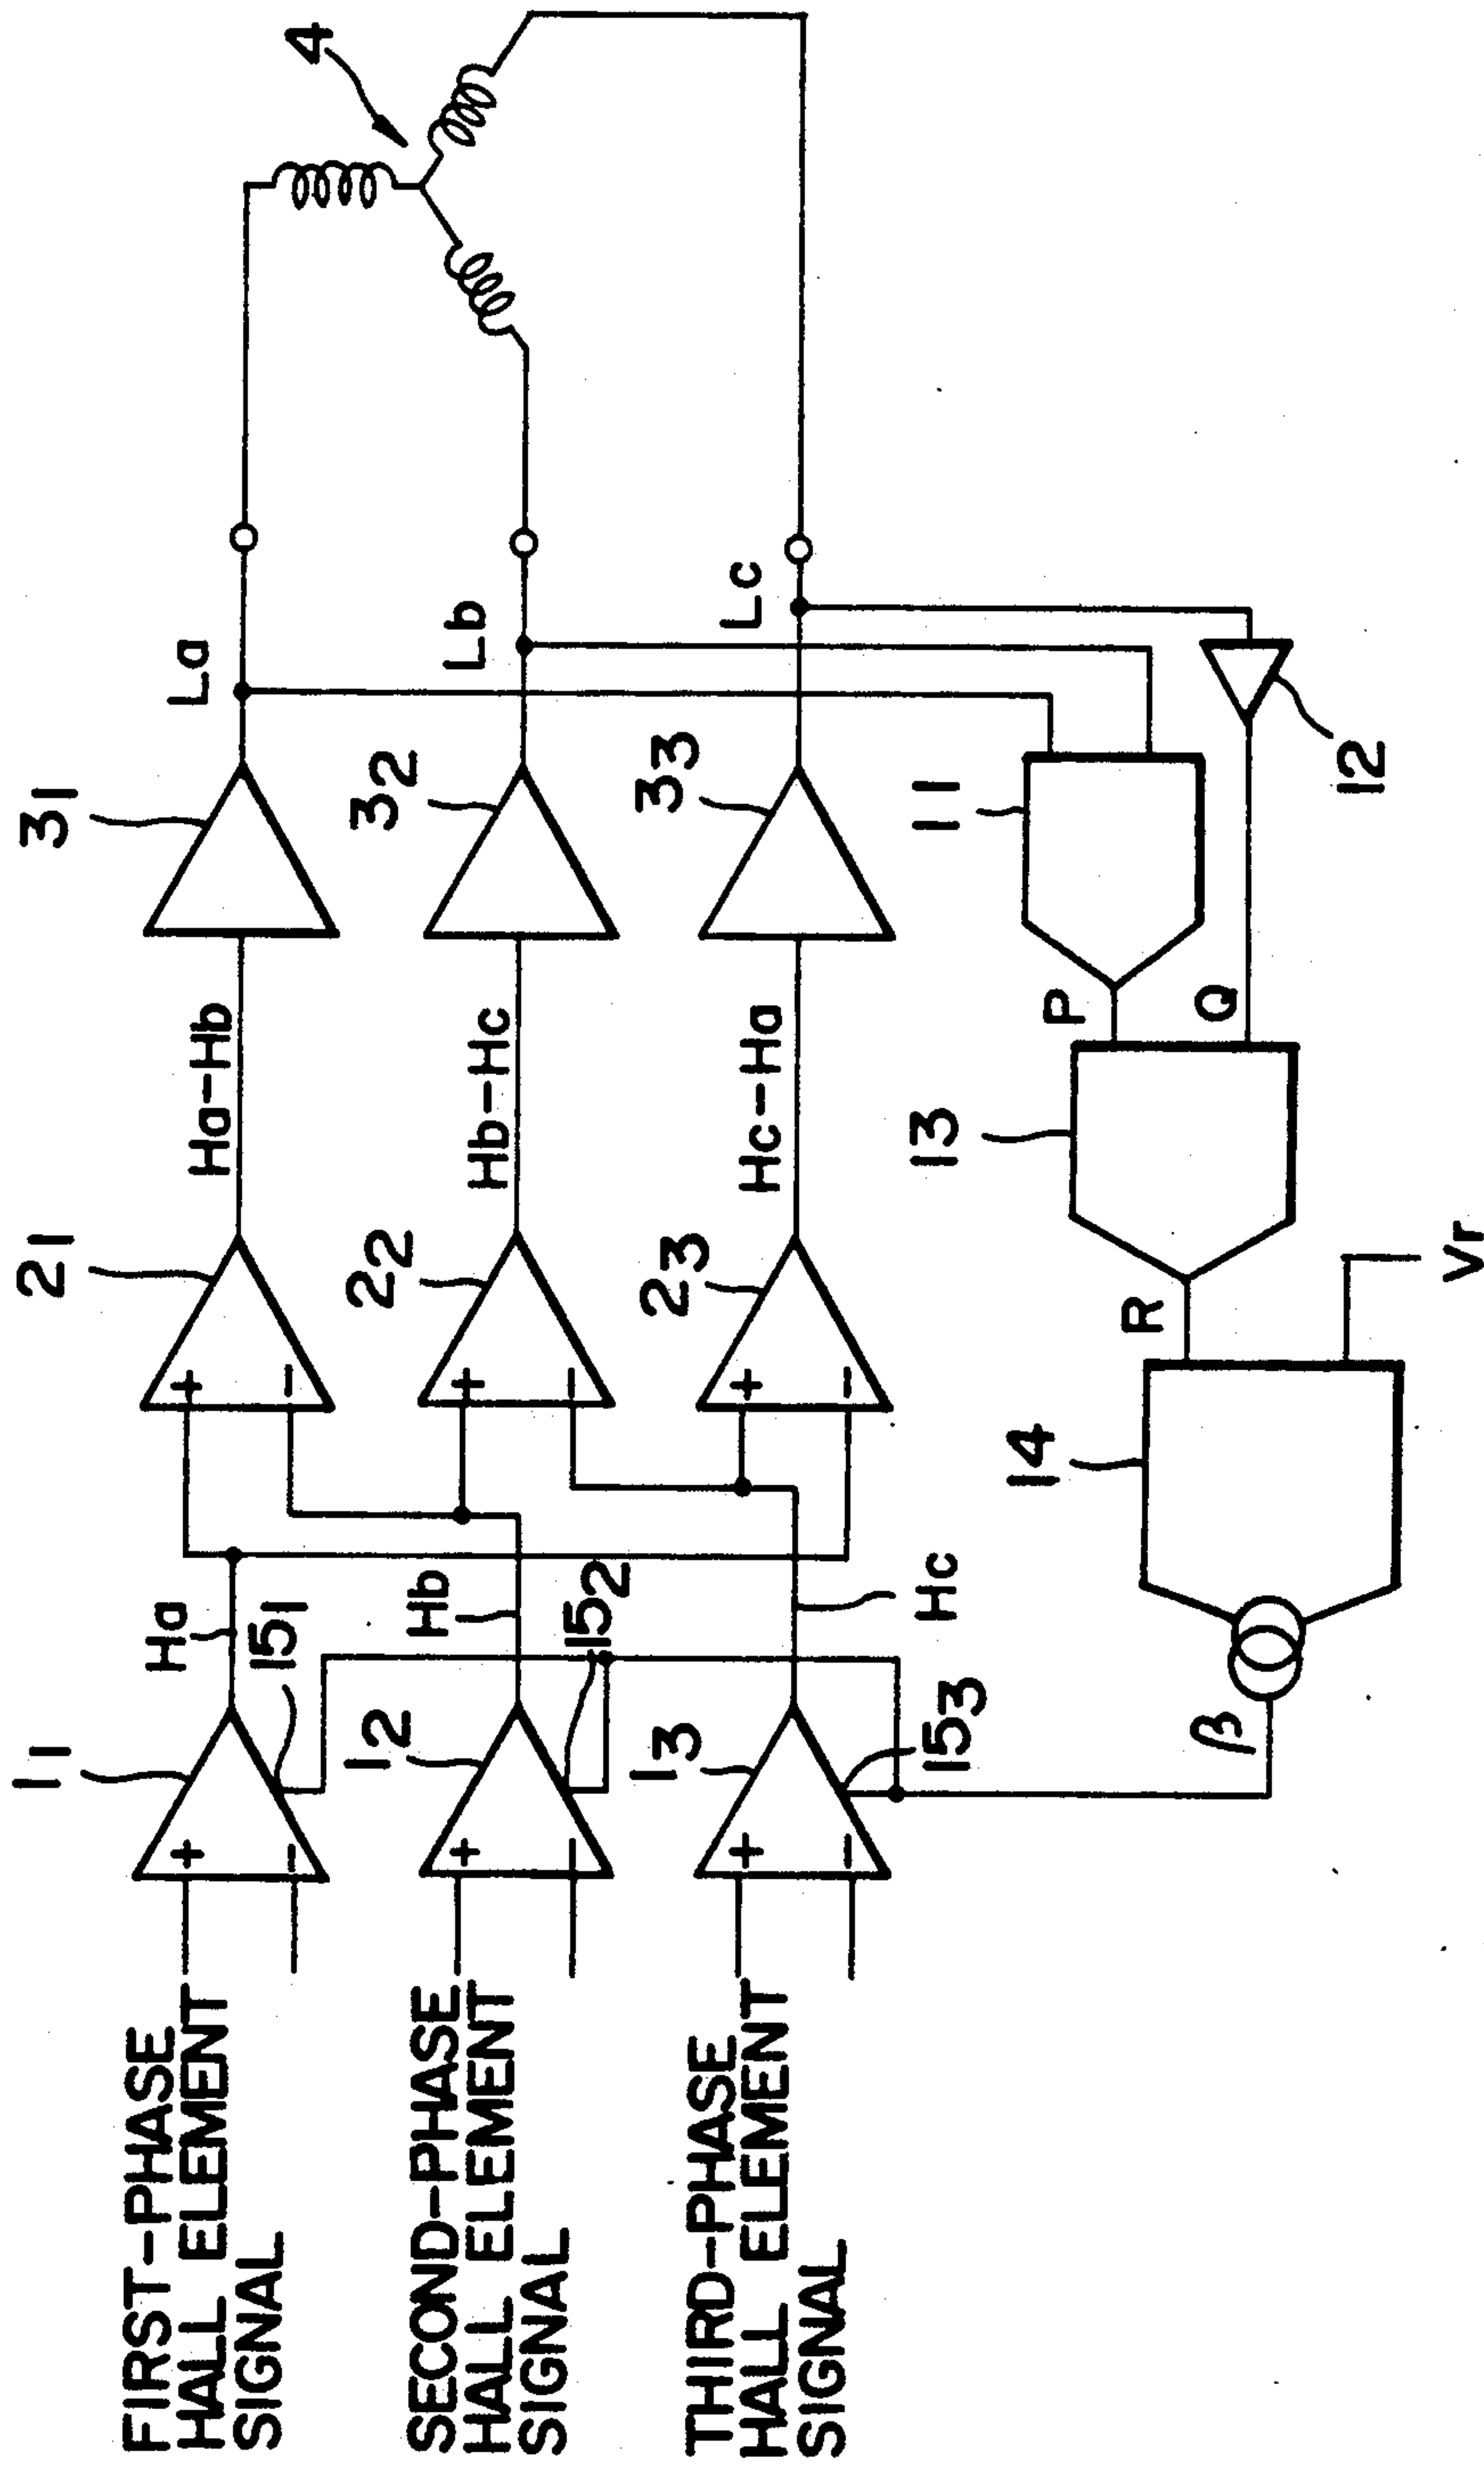 11
21
31
4
FIRST-PHASE
HALL ELEMENT
SIGNAL
+
−
Ha
151
+
−
Ha-Hb
La
12
22
32
SECOND-PHASE
HALL ELEMENT
SIGNAL
+
−
Hb
152
+
−
Hb-Hc
Lb
13
23
33
THIRD-PHASE
HALL ELEMENT
SIGNAL
+
−
Hc
153
+
−
Hc-Ha
Lc
14
13
11
β
R
P
Q
12
Vr